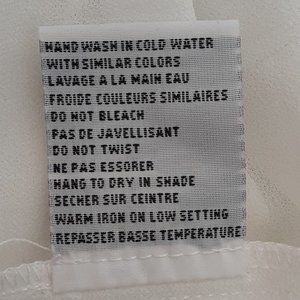 HAND WASH IN COLD WATER
WITH SIMILAR COLORS
LAVAGE A LA MAIN EAU
FROIDE COULEURS SIMILAIRES
DO NOT BLEACH
PAS DE JAVELLISANT
DO NOT TWIST
NE PAS ESSORER
HANG TO DRY IN SHADE
SECHER SUR CEINTRE
WARM IRON ON LOW SETTING
REPASSER BASSE TEMPERATURE